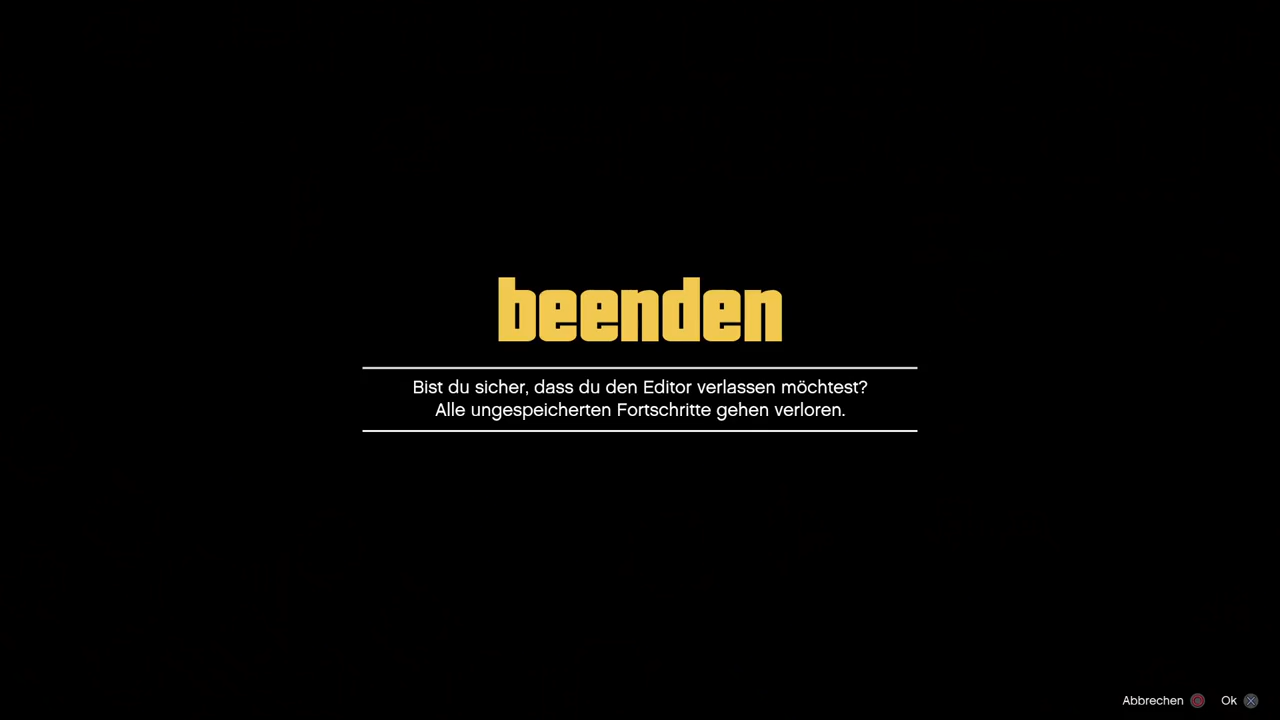 beenden
Bist du sicher, dass du den Editor verlassen möchtest?
Alle ungespeicherten Fortschritte gehen verloren.
Abbrechen Ok